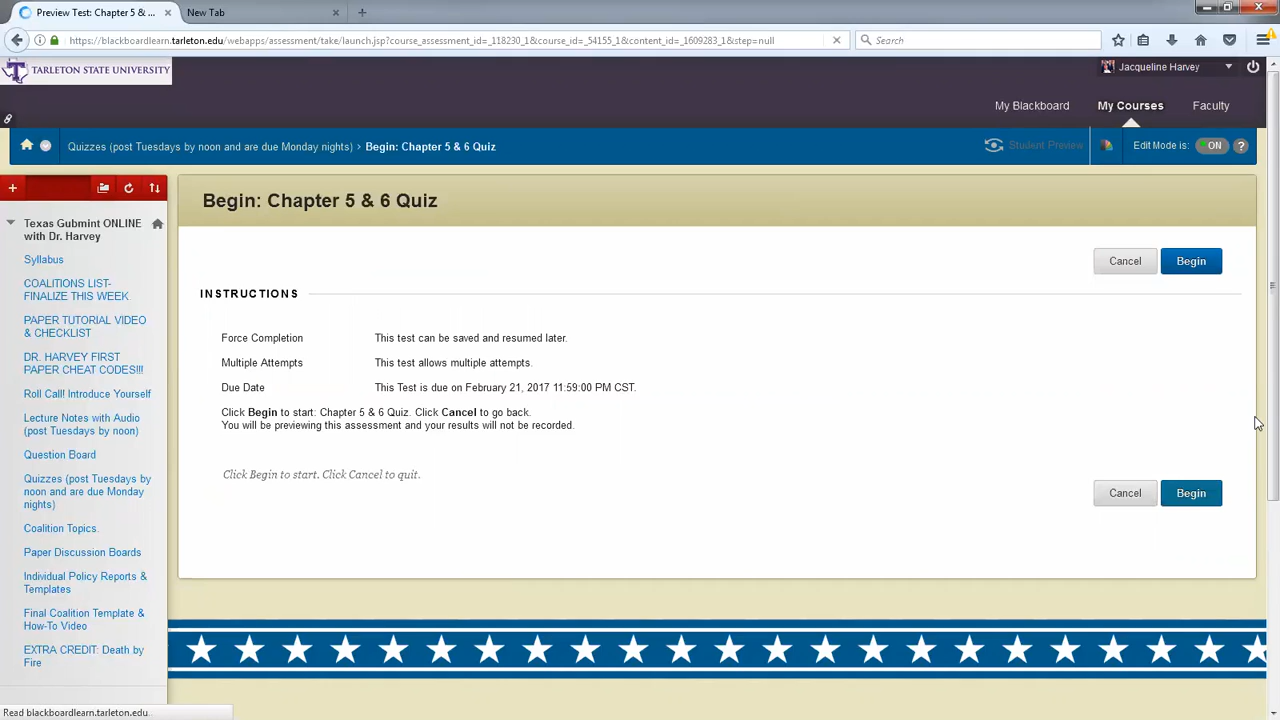 Preview Test: Chapter 5 & ...
New Tab
https://blackboardlearn.tarleton.edu/webapps/assessment/take/launch.jsp?course_assessment_id=_118230_1&course_id=_54155_1&content_id=_1609283_1&step=null
Search
TARLETON STATE UNIVERSITY
Jacqueline Harvey
My Blackboard
My Courses
Faculty
Quizzes (post Tuesdays by noon and are due Monday nights) > Begin: Chapter 5 & 6 Quiz
Student Preview
Edit Mode is:
ON
?
Texas Gubmint ONLINE
with Dr. Harvey
Syllabus
COALITIONS LIST-
FINALIZE THIS WEEK
PAPER TUTORIAL VIDEO
& CHECKLIST
DR. HARVEY FIRST
PAPER CHEAT CODES!!!
Roll Call! Introduce Yourself
Lecture Notes with Audio
(post Tuesdays by noon)
Question Board
Quizzes (post Tuesdays by
noon and are due Monday
nights)
Coalition Topics.
Paper Discussion Boards
Individual Policy Reports &
Templates
Final Coalition Template &
How-To Video
EXTRA CREDIT: Death by
Fire
Begin: Chapter 5 & 6 Quiz
Cancel
Begin
INSTRUCTIONS
Force Completion This test can be saved and resumed later.
Multiple Attempts This test allows multiple attempts.
Due Date This Test is due on February 21, 2017 11:59:00 PM CST.
Click Begin to start: Chapter 5 & 6 Quiz. Click Cancel to go back.
You will be previewing this assessment and your results will not be recorded.
Click Begin to start. Click Cancel to quit.
Cancel
Begin
Read blackboardlearn.tarleton.edu